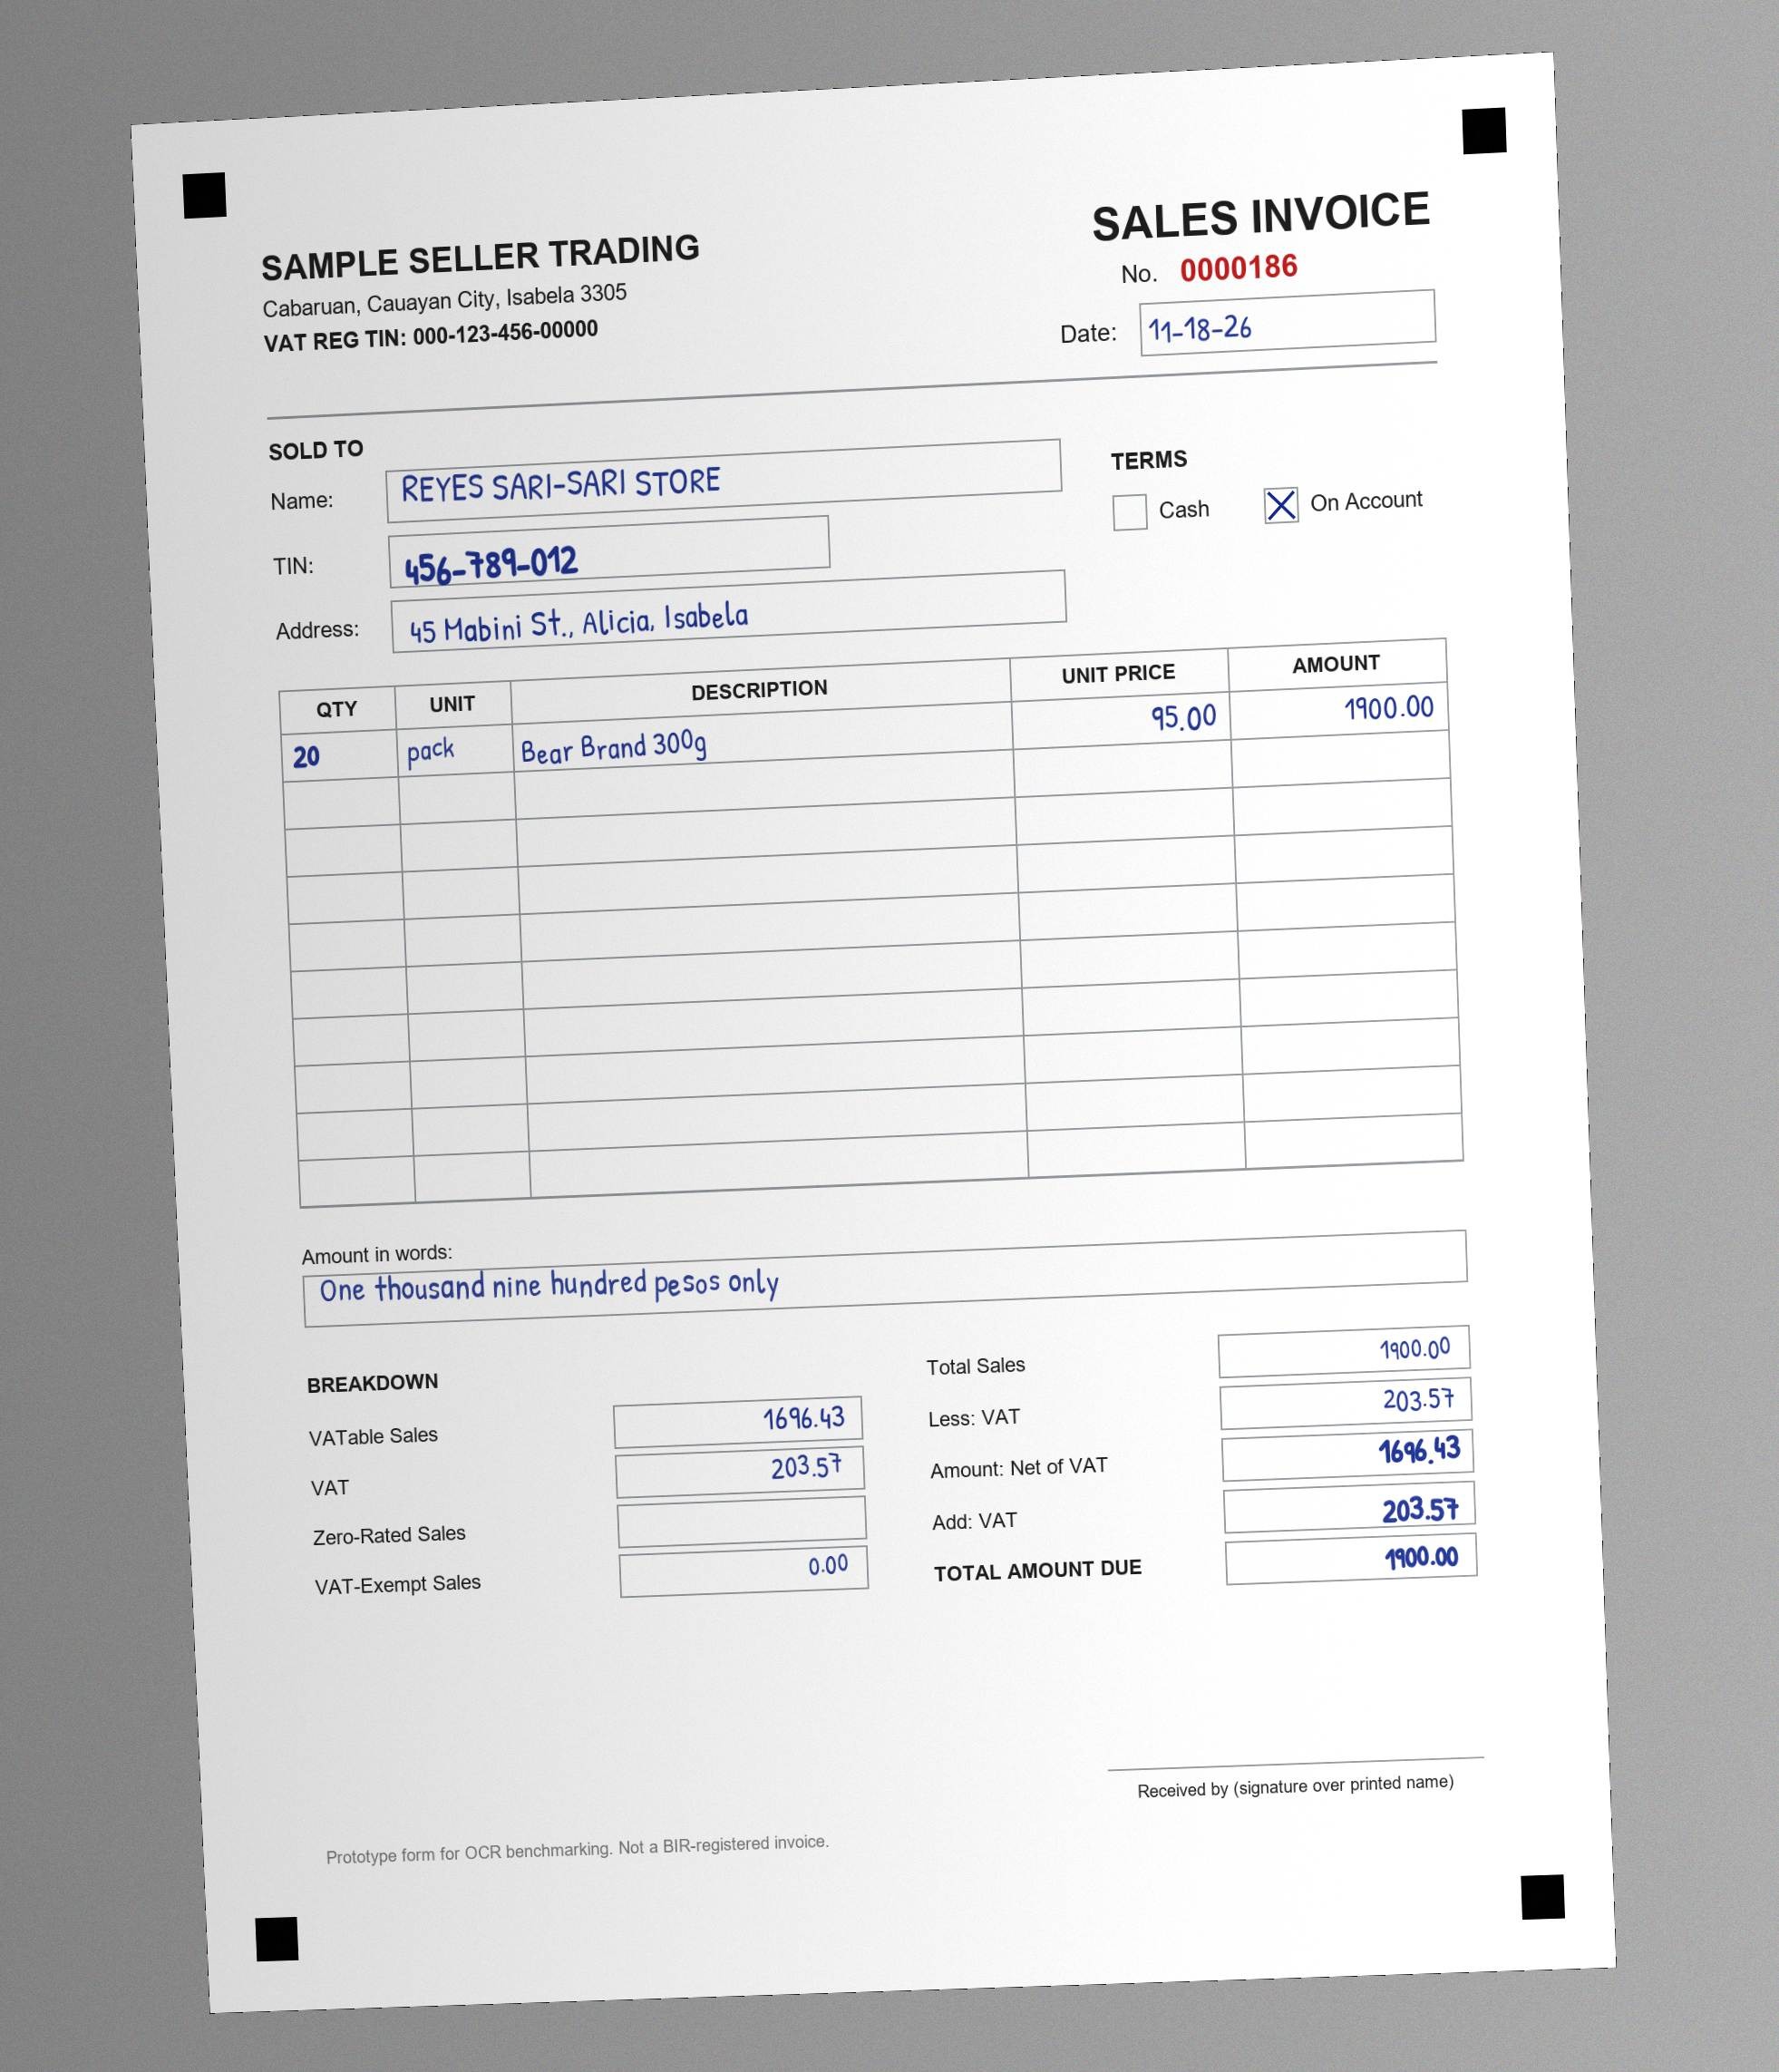 SALES INVOICE
SAMPLE SELLER TRADING
No. 0000186
Cabaruan, Cauayan City, Isabela 3305
VAT REG TIN: 000-123-456-00000
Date: 11-18-26
SOLD TO
TERMS
Name: REYES SARI-SARI STORE
Cash On Account
TIN: 456-789-012
Address: 45 Mabini St., Alicia, Isabela
QTY UNIT DESCRIPTION UNIT PRICE AMOUNT
20 pack Bear Brand 300g 95.00 1900.00
Amount in words:
One thousand nine hundred pesos only
BREAKDOWN
VATable Sales 1696.43
VAT 203.57
Zero-Rated Sales
VAT-Exempt Sales 0.00
Total Sales 1900.00
Less: VAT 203.57
Amount: Net of VAT 1696.43
Add: VAT 203.57
TOTAL AMOUNT DUE 1900.00
Received by (signature over printed name)
Prototype form for OCR benchmarking. Not a BIR-registered invoice.